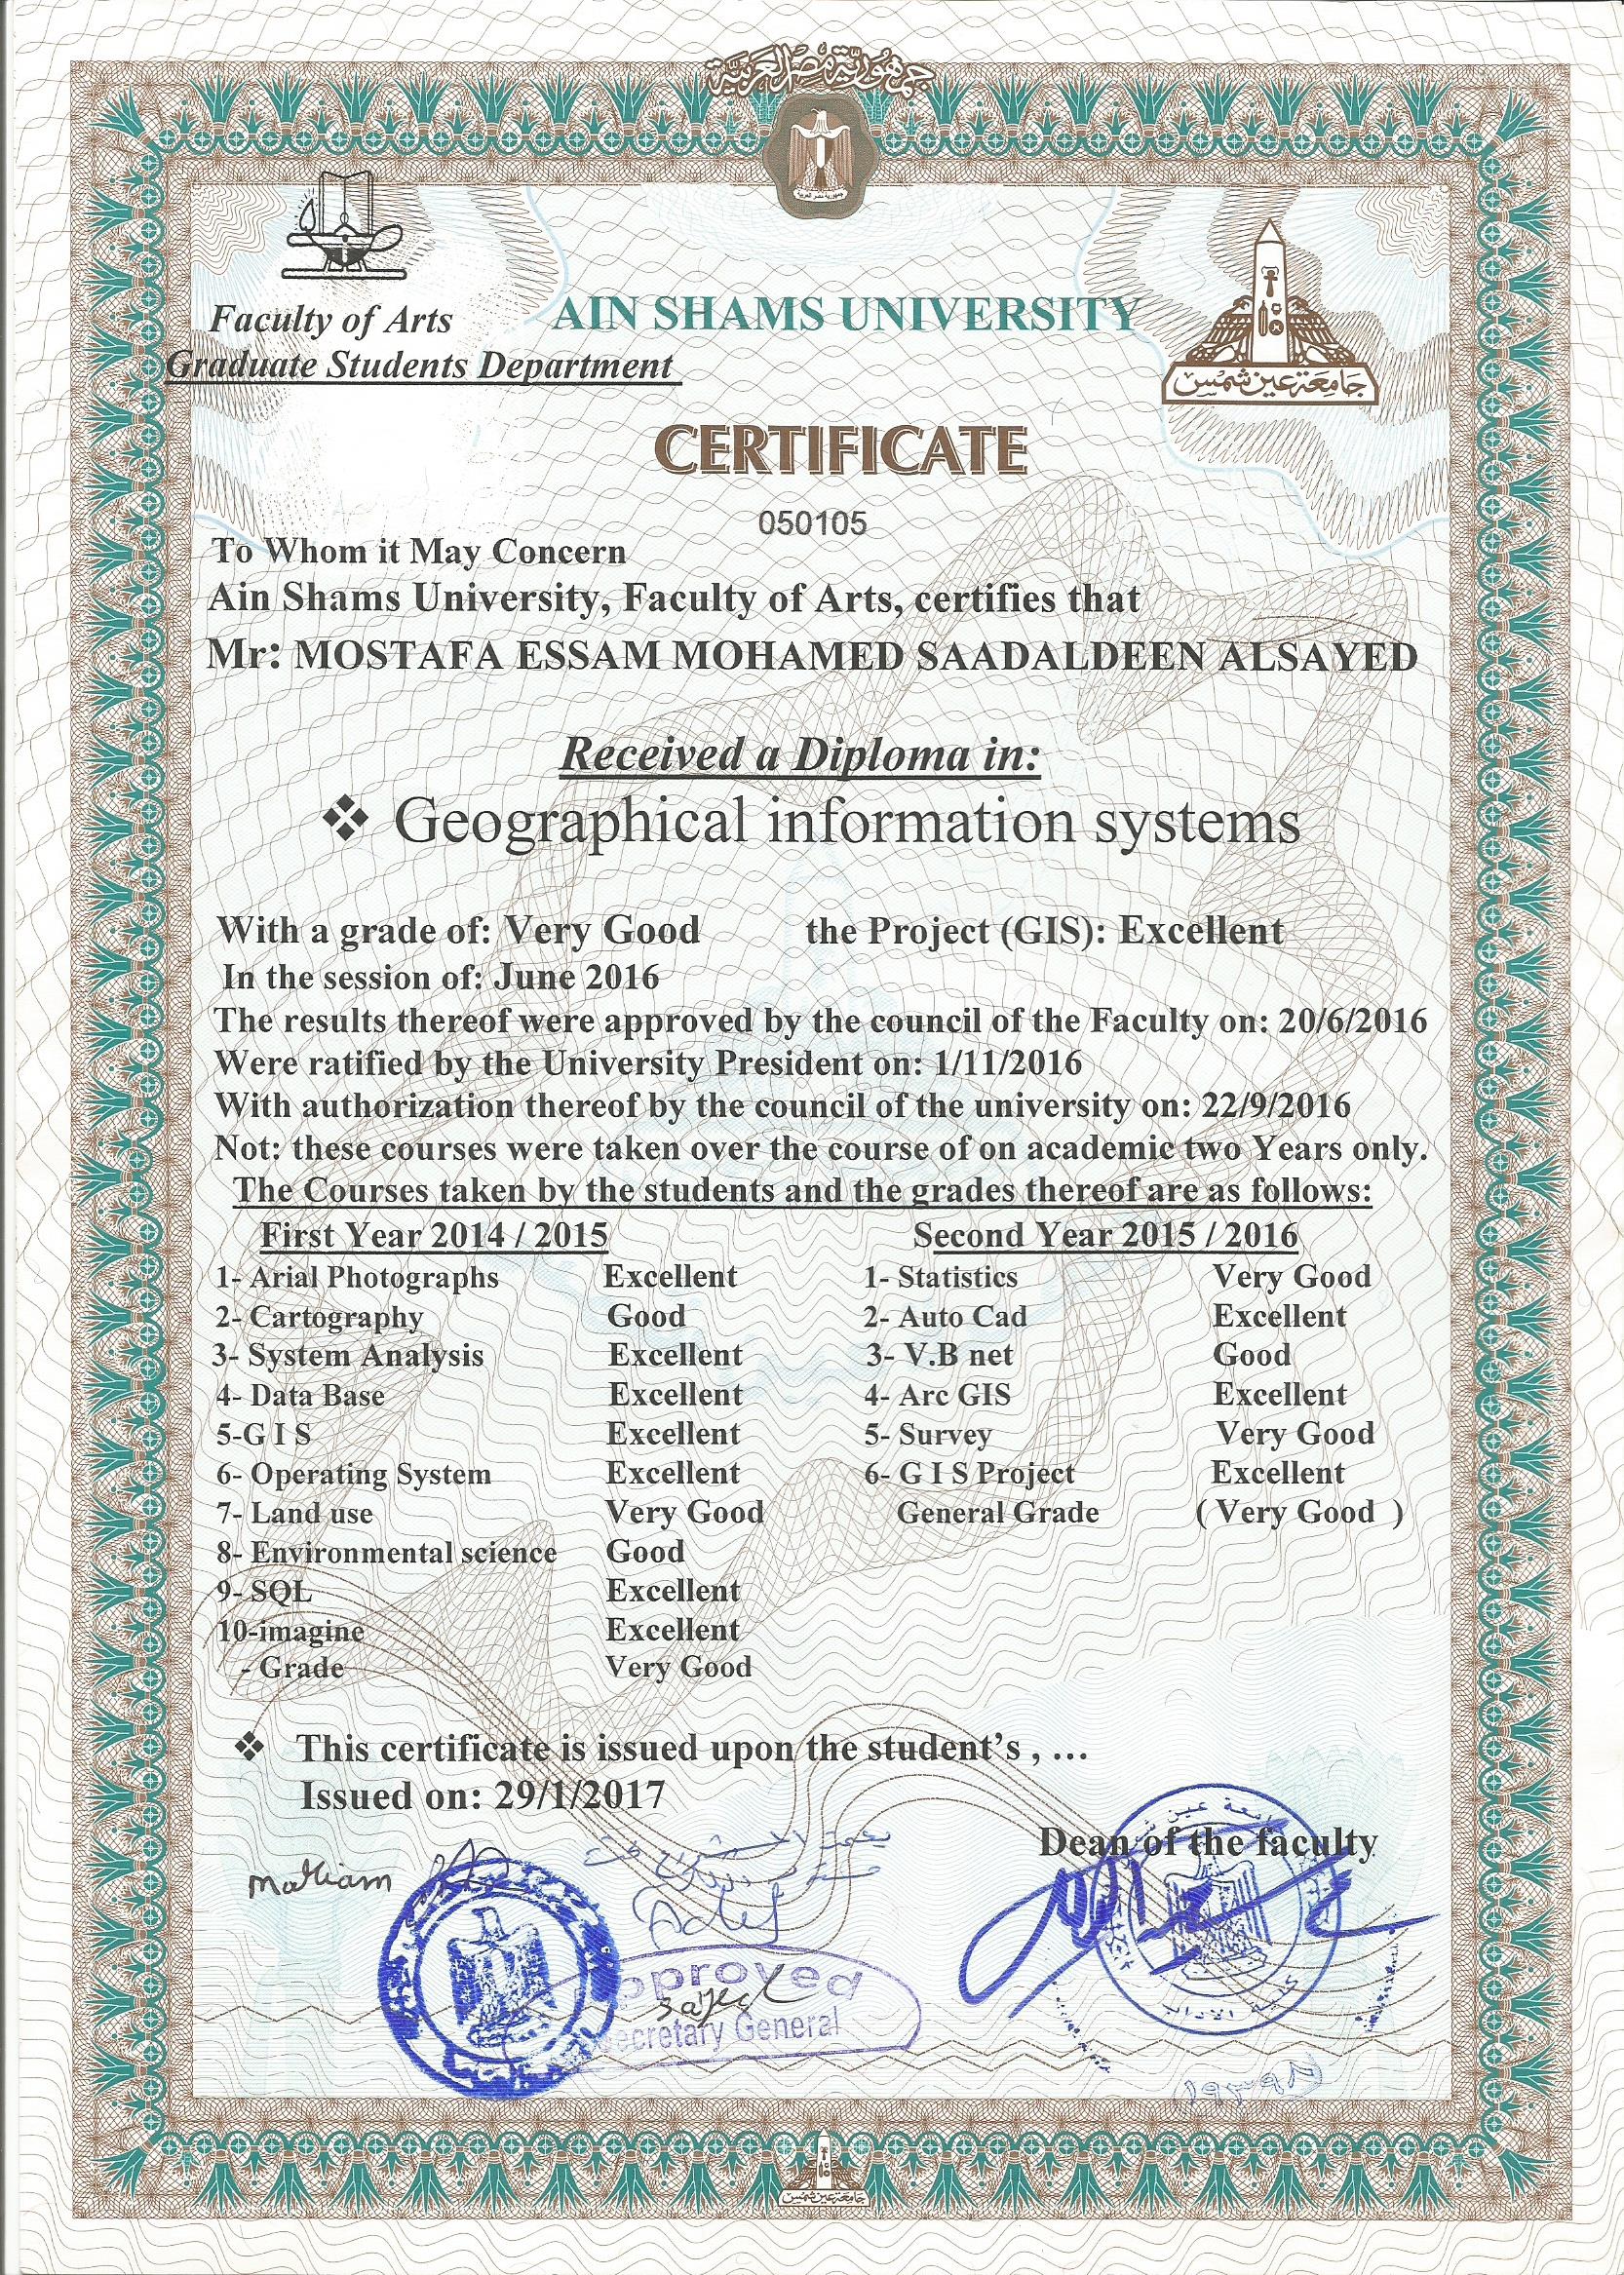 جمهورية مصر العربية
جمهورية مصر العربية
Faculty of Arts
AIN SHAMS UNIVERSITY
Graduate Students Department
جامعة عين شمس
CERTIFICATE
050105
To Whom it May Concern
Ain Shams University, Faculty of Arts, certifies that
Mr: MOSTAFA ESSAM MOHAMED SAADALDEEN ALSAYED
Received a Diploma in:
❖ Geographical information systems
With a grade of: Very Good the Project (GIS): Excellent
In the session of: June 2016
The results thereof were approved by the council of the Faculty on: 20/6/2016
Were ratified by the University President on: 1/11/2016
With authorization thereof by the council of the university on: 22/9/2016
Not: these courses were taken over the course of on academic two Years only.
The Courses taken by the students and the grades thereof are as follows:
First Year 2014 / 2015 Second Year 2015 / 2016
1- Arial Photographs Excellent 1- Statistics Very Good
2- Cartography Good 2- Auto Cad Excellent
3- System Analysis Excellent 3- V.B net Good
4- Data Base Excellent 4- Arc GIS Excellent
5-G I S Excellent 5- Survey Very Good
6- Operating System Excellent 6- G I S Project Excellent
7- Land use Very Good General Grade ( Very Good )
8- Environmental science Good
9- SQL Excellent
10-imagine Excellent
- Grade Very Good
❖ This certificate is issued upon the student's , ...
Issued on: 29/1/2017
Dean of the faculty
كلية الآداب
Approved
Secretary General
جامعة عين شمس